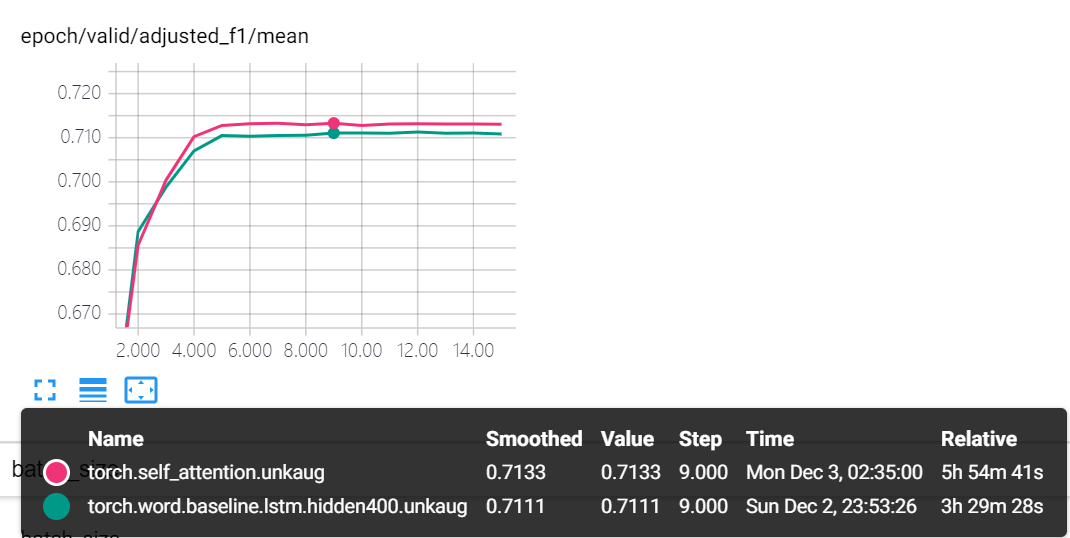 epoch/valid/adjusted_f1/mean
0.720
0.710
0.700
0.690
0.680
0.670
2.000 4.000 6.000 8.000 10.00 12.00 14.00
Name Smoothed Value Step Time Relative
torch.self_attention.unkaug 0.7133 0.7133 9.000 Mon Dec 3, 02:35:00 5h 54m 41s
torch.word.baseline.lstm.hidden400.unkaug 0.7111 0.7111 9.000 Sun Dec 2, 23:53:26 3h 29m 28s
batch_size